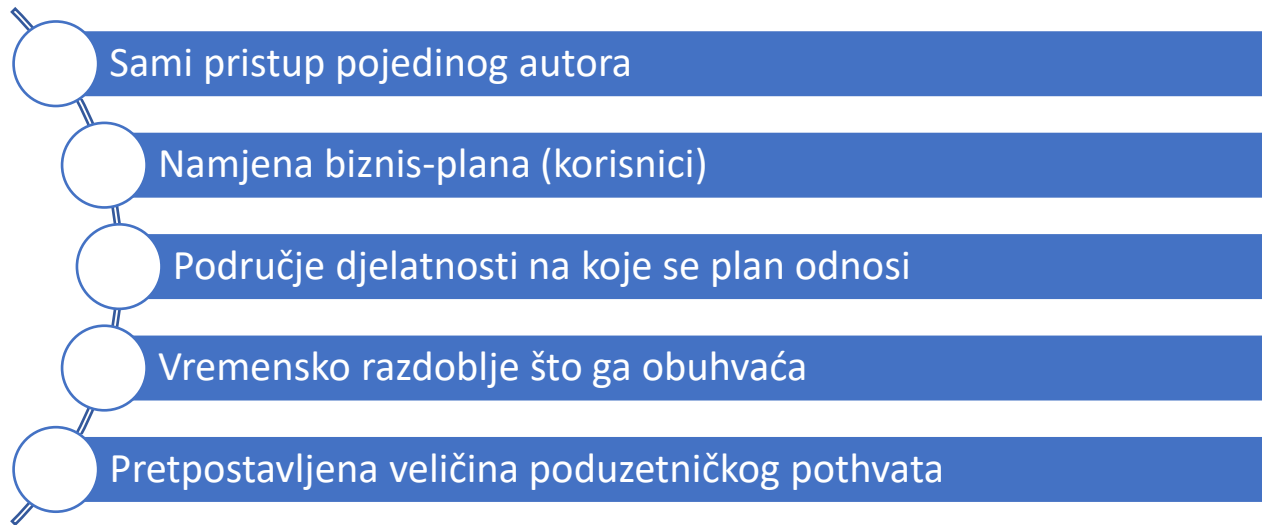 Sami pristup pojedinog autora
Namjena biznis-plana (korisnici)
Područje djelatnosti na koje se plan odnosi
Vremensko razdoblje što ga obuhvaća
Pretpostavljena veličina poduzetničkog pothvata